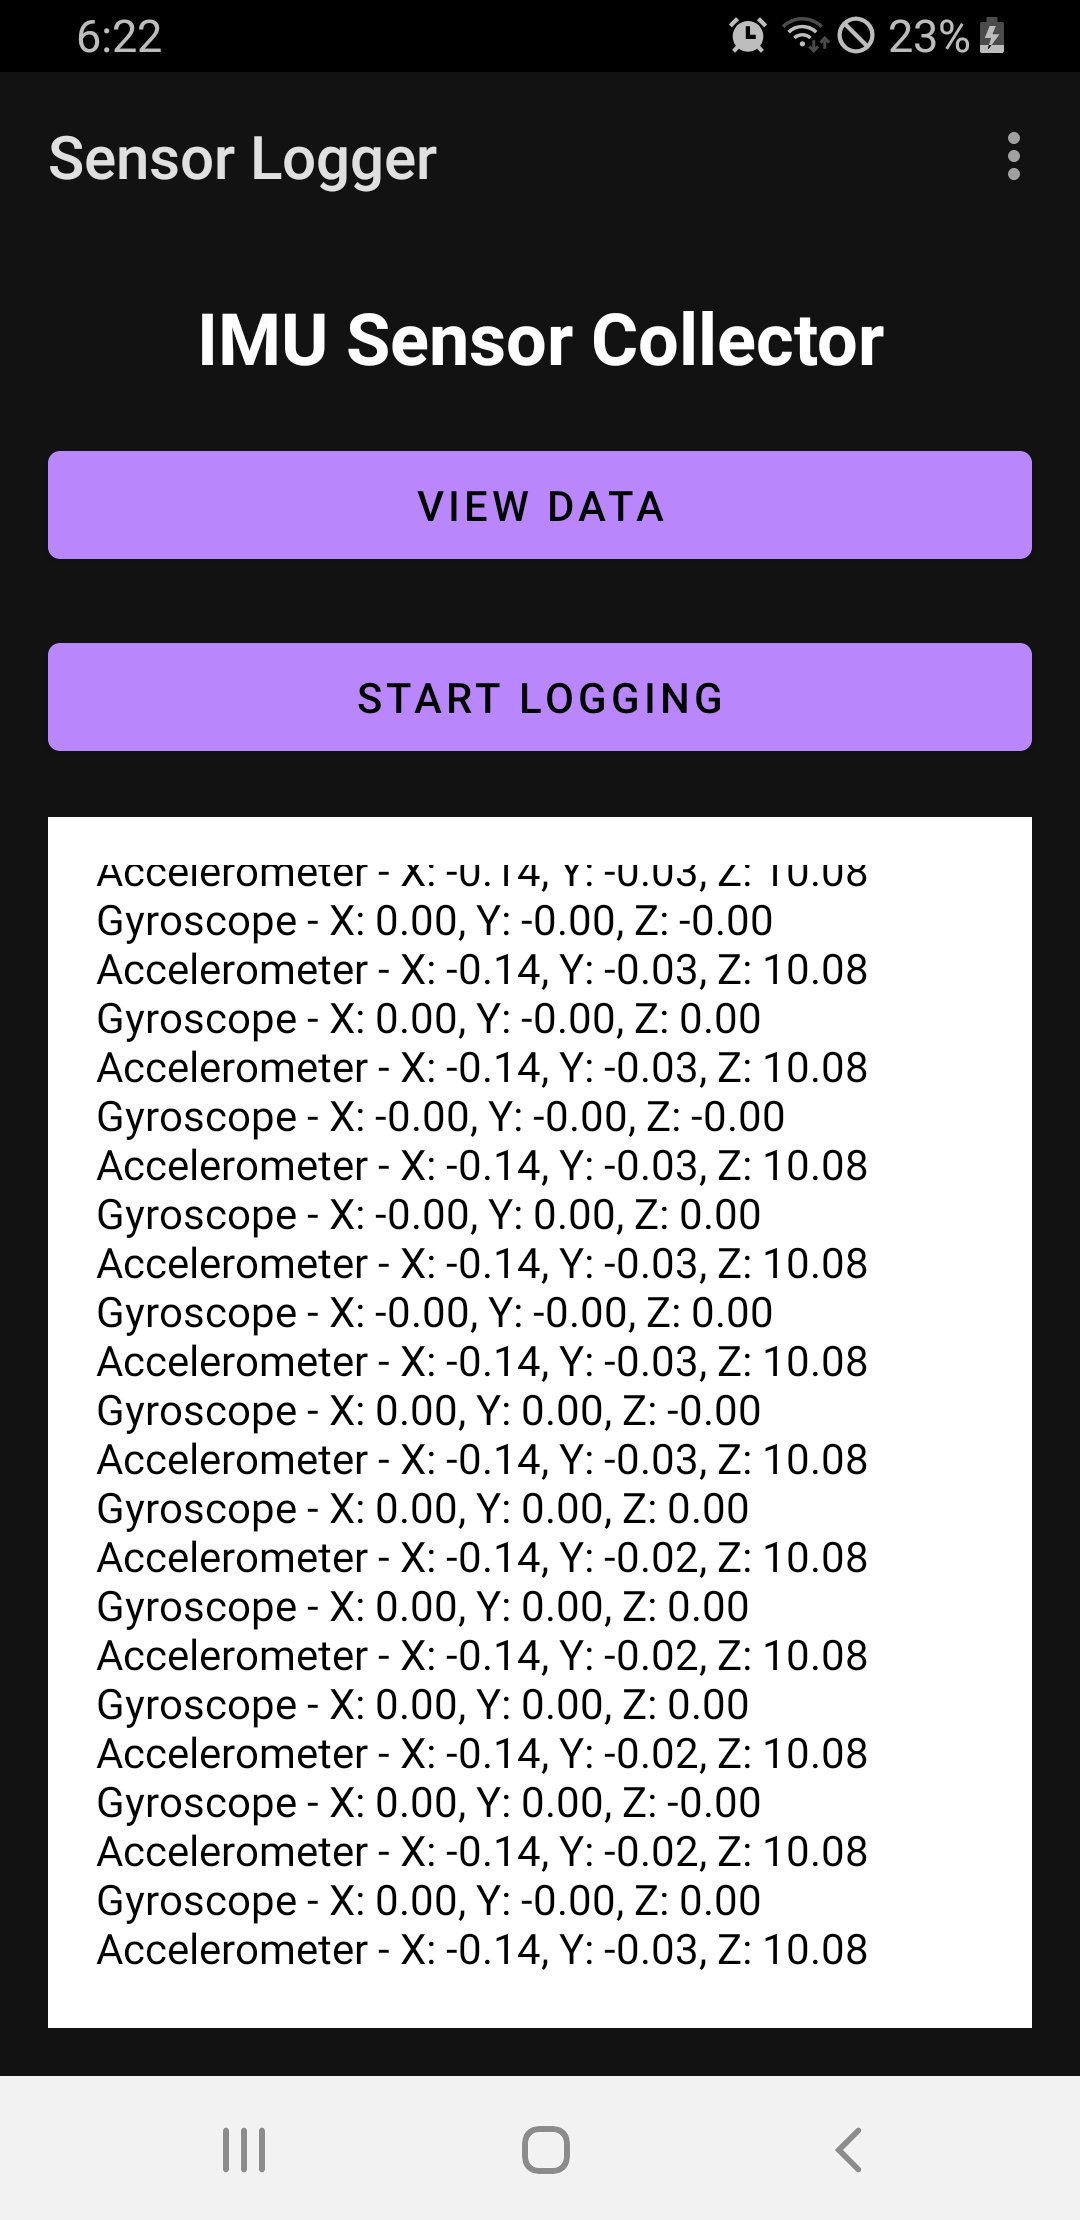 6:22
23%
Sensor Logger
IMU Sensor Collector
VIEW DATA
START LOGGING
Accelerometer - X: -0.14, Y: -0.03, Z: 10.08
Gyroscope - X: 0.00, Y: -0.00, Z: -0.00
Accelerometer - X: -0.14, Y: -0.03, Z: 10.08
Gyroscope - X: 0.00, Y: -0.00, Z: 0.00
Accelerometer - X: -0.14, Y: -0.03, Z: 10.08
Gyroscope - X: -0.00, Y: -0.00, Z: -0.00
Accelerometer - X: -0.14, Y: -0.03, Z: 10.08
Gyroscope - X: -0.00, Y: 0.00, Z: 0.00
Accelerometer - X: -0.14, Y: -0.03, Z: 10.08
Gyroscope - X: -0.00, Y: -0.00, Z: 0.00
Accelerometer - X: -0.14, Y: -0.03, Z: 10.08
Gyroscope - X: 0.00, Y: 0.00, Z: -0.00
Accelerometer - X: -0.14, Y: -0.03, Z: 10.08
Gyroscope - X: 0.00, Y: 0.00, Z: 0.00
Accelerometer - X: -0.14, Y: -0.02, Z: 10.08
Gyroscope - X: 0.00, Y: 0.00, Z: 0.00
Accelerometer - X: -0.14, Y: -0.02, Z: 10.08
Gyroscope - X: 0.00, Y: 0.00, Z: 0.00
Accelerometer - X: -0.14, Y: -0.02, Z: 10.08
Gyroscope - X: 0.00, Y: 0.00, Z: -0.00
Accelerometer - X: -0.14, Y: -0.02, Z: 10.08
Gyroscope - X: 0.00, Y: -0.00, Z: 0.00
Accelerometer - X: -0.14, Y: -0.03, Z: 10.08